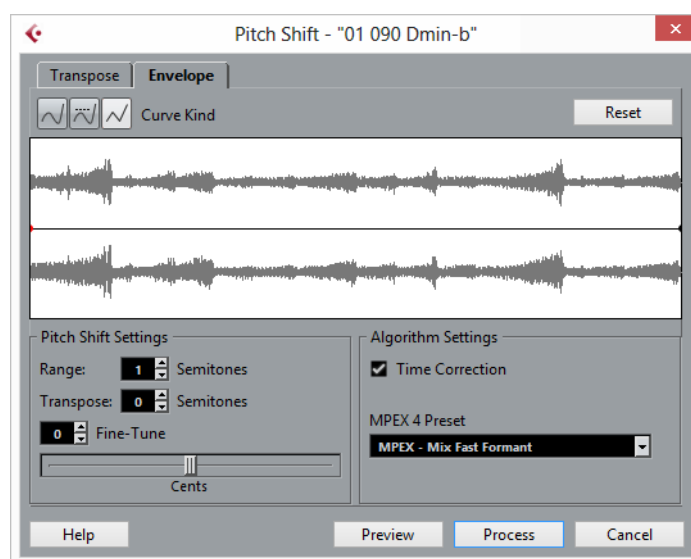 Pitch Shift - "01 090 Dmin-b"
Transpose Envelope
Curve Kind Reset
Pitch Shift Settings Algorithm Settings
Range: 1 Semitones Time Correction
Transpose: 0 Semitones
MPEX 4 Preset
0 Fine-Tune
MPEX - Mix Fast Formant
Cents
Help Preview Process Cancel